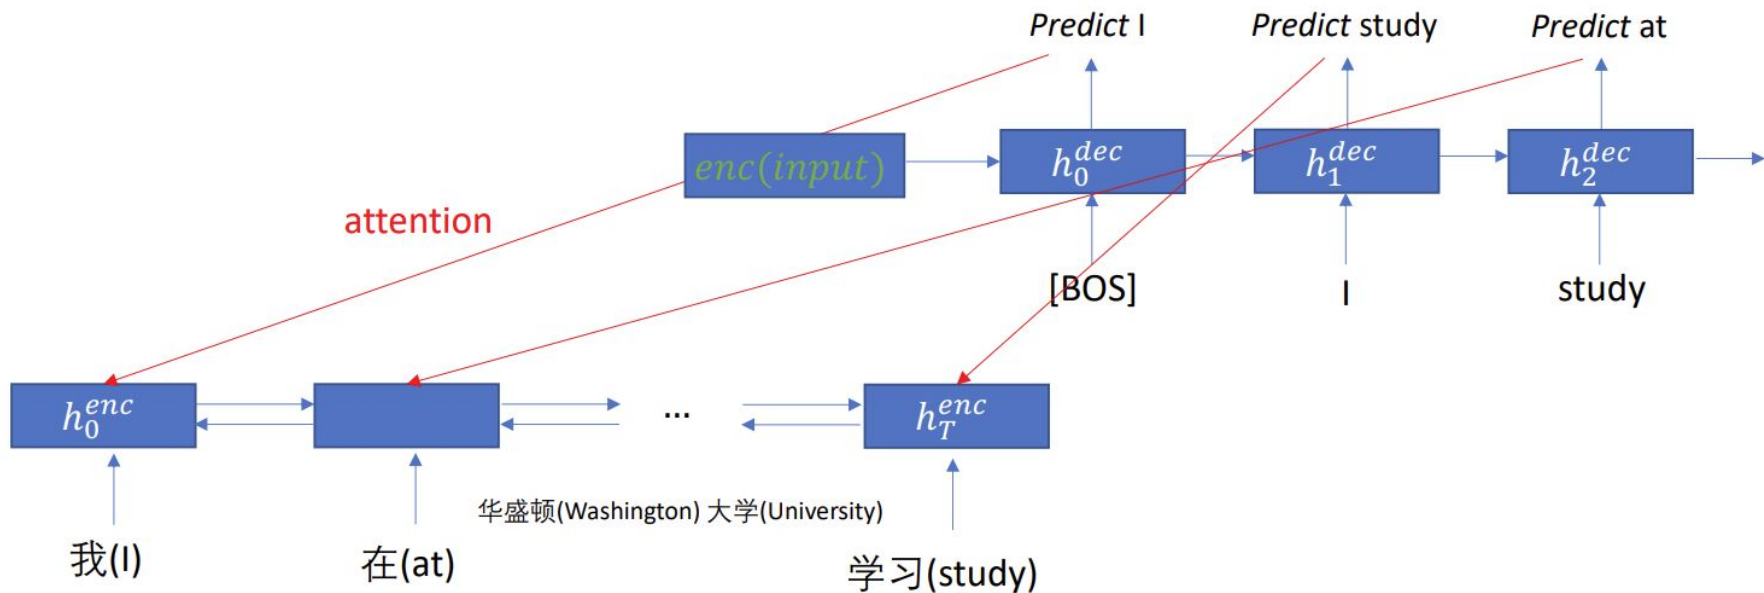 Predict I
Predict study
Predict at
enc(input)
h_0^{dec}
h_1^{dec}
h_2^{dec}
attention
[BOS]
I
study
h_0^{enc}
...
h_T^{enc}
华盛顿(Washington) 大学(University)
我(I)
在(at)
学习(study)